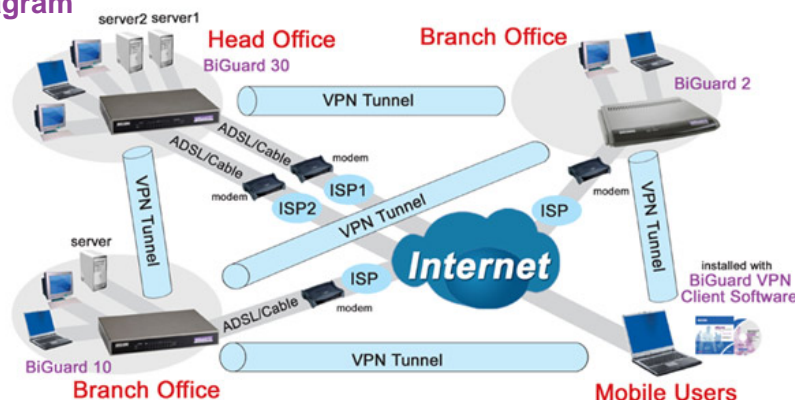 agram
server2 server1
Head Office
BiGuard 30
Branch Office
BiGuard 2
VPN Tunnel
ADSL/Cable
ADSL/Cable
modem
modem
modem
ISP1
ISP2
ISP
VPN Tunnel
VPN Tunnel
VPN Tunnel
server
Internet
installed with
BiGuard VPN
Client Software
ISP
ADSL/Cable
modem
BiGuard 10
Branch Office
VPN Tunnel
Mobile Users